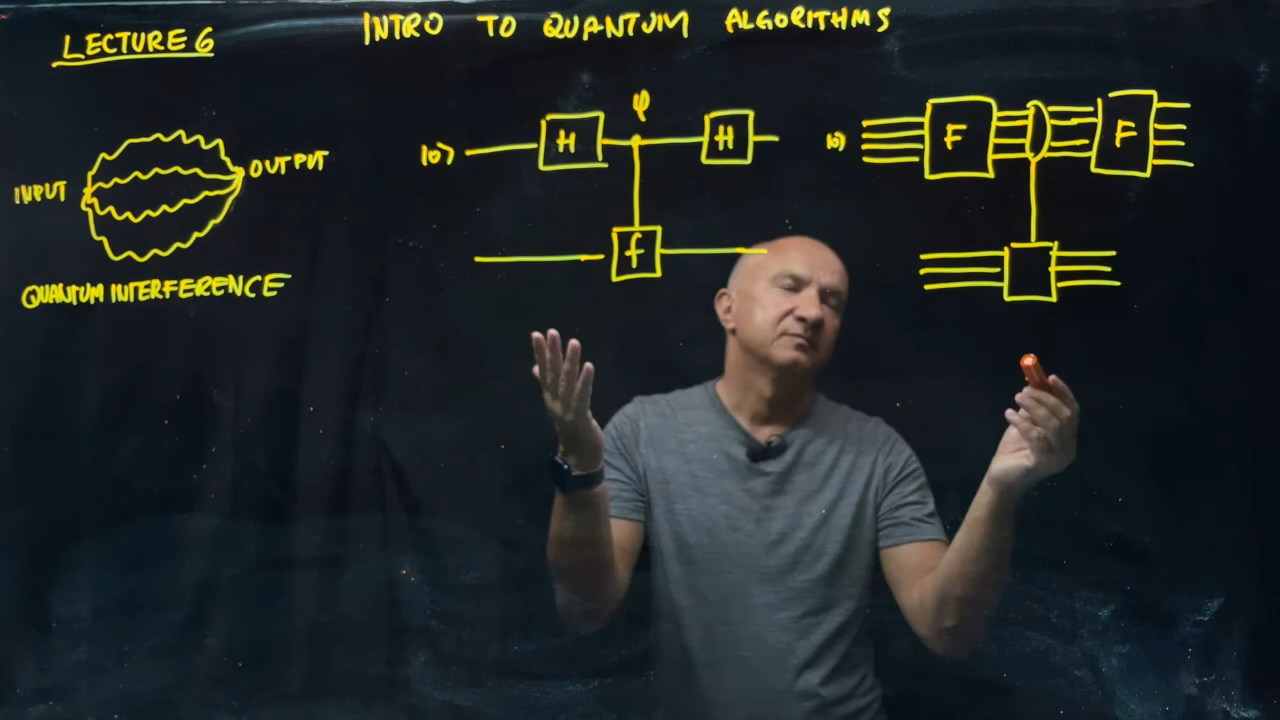 LECTURE 6
INTRO TO QUANTUM ALGORITHMS
INPUT
OUTPUT
QUANTUM INTERFERENCE
|0>
H
φ
H
f
|0>
F
F